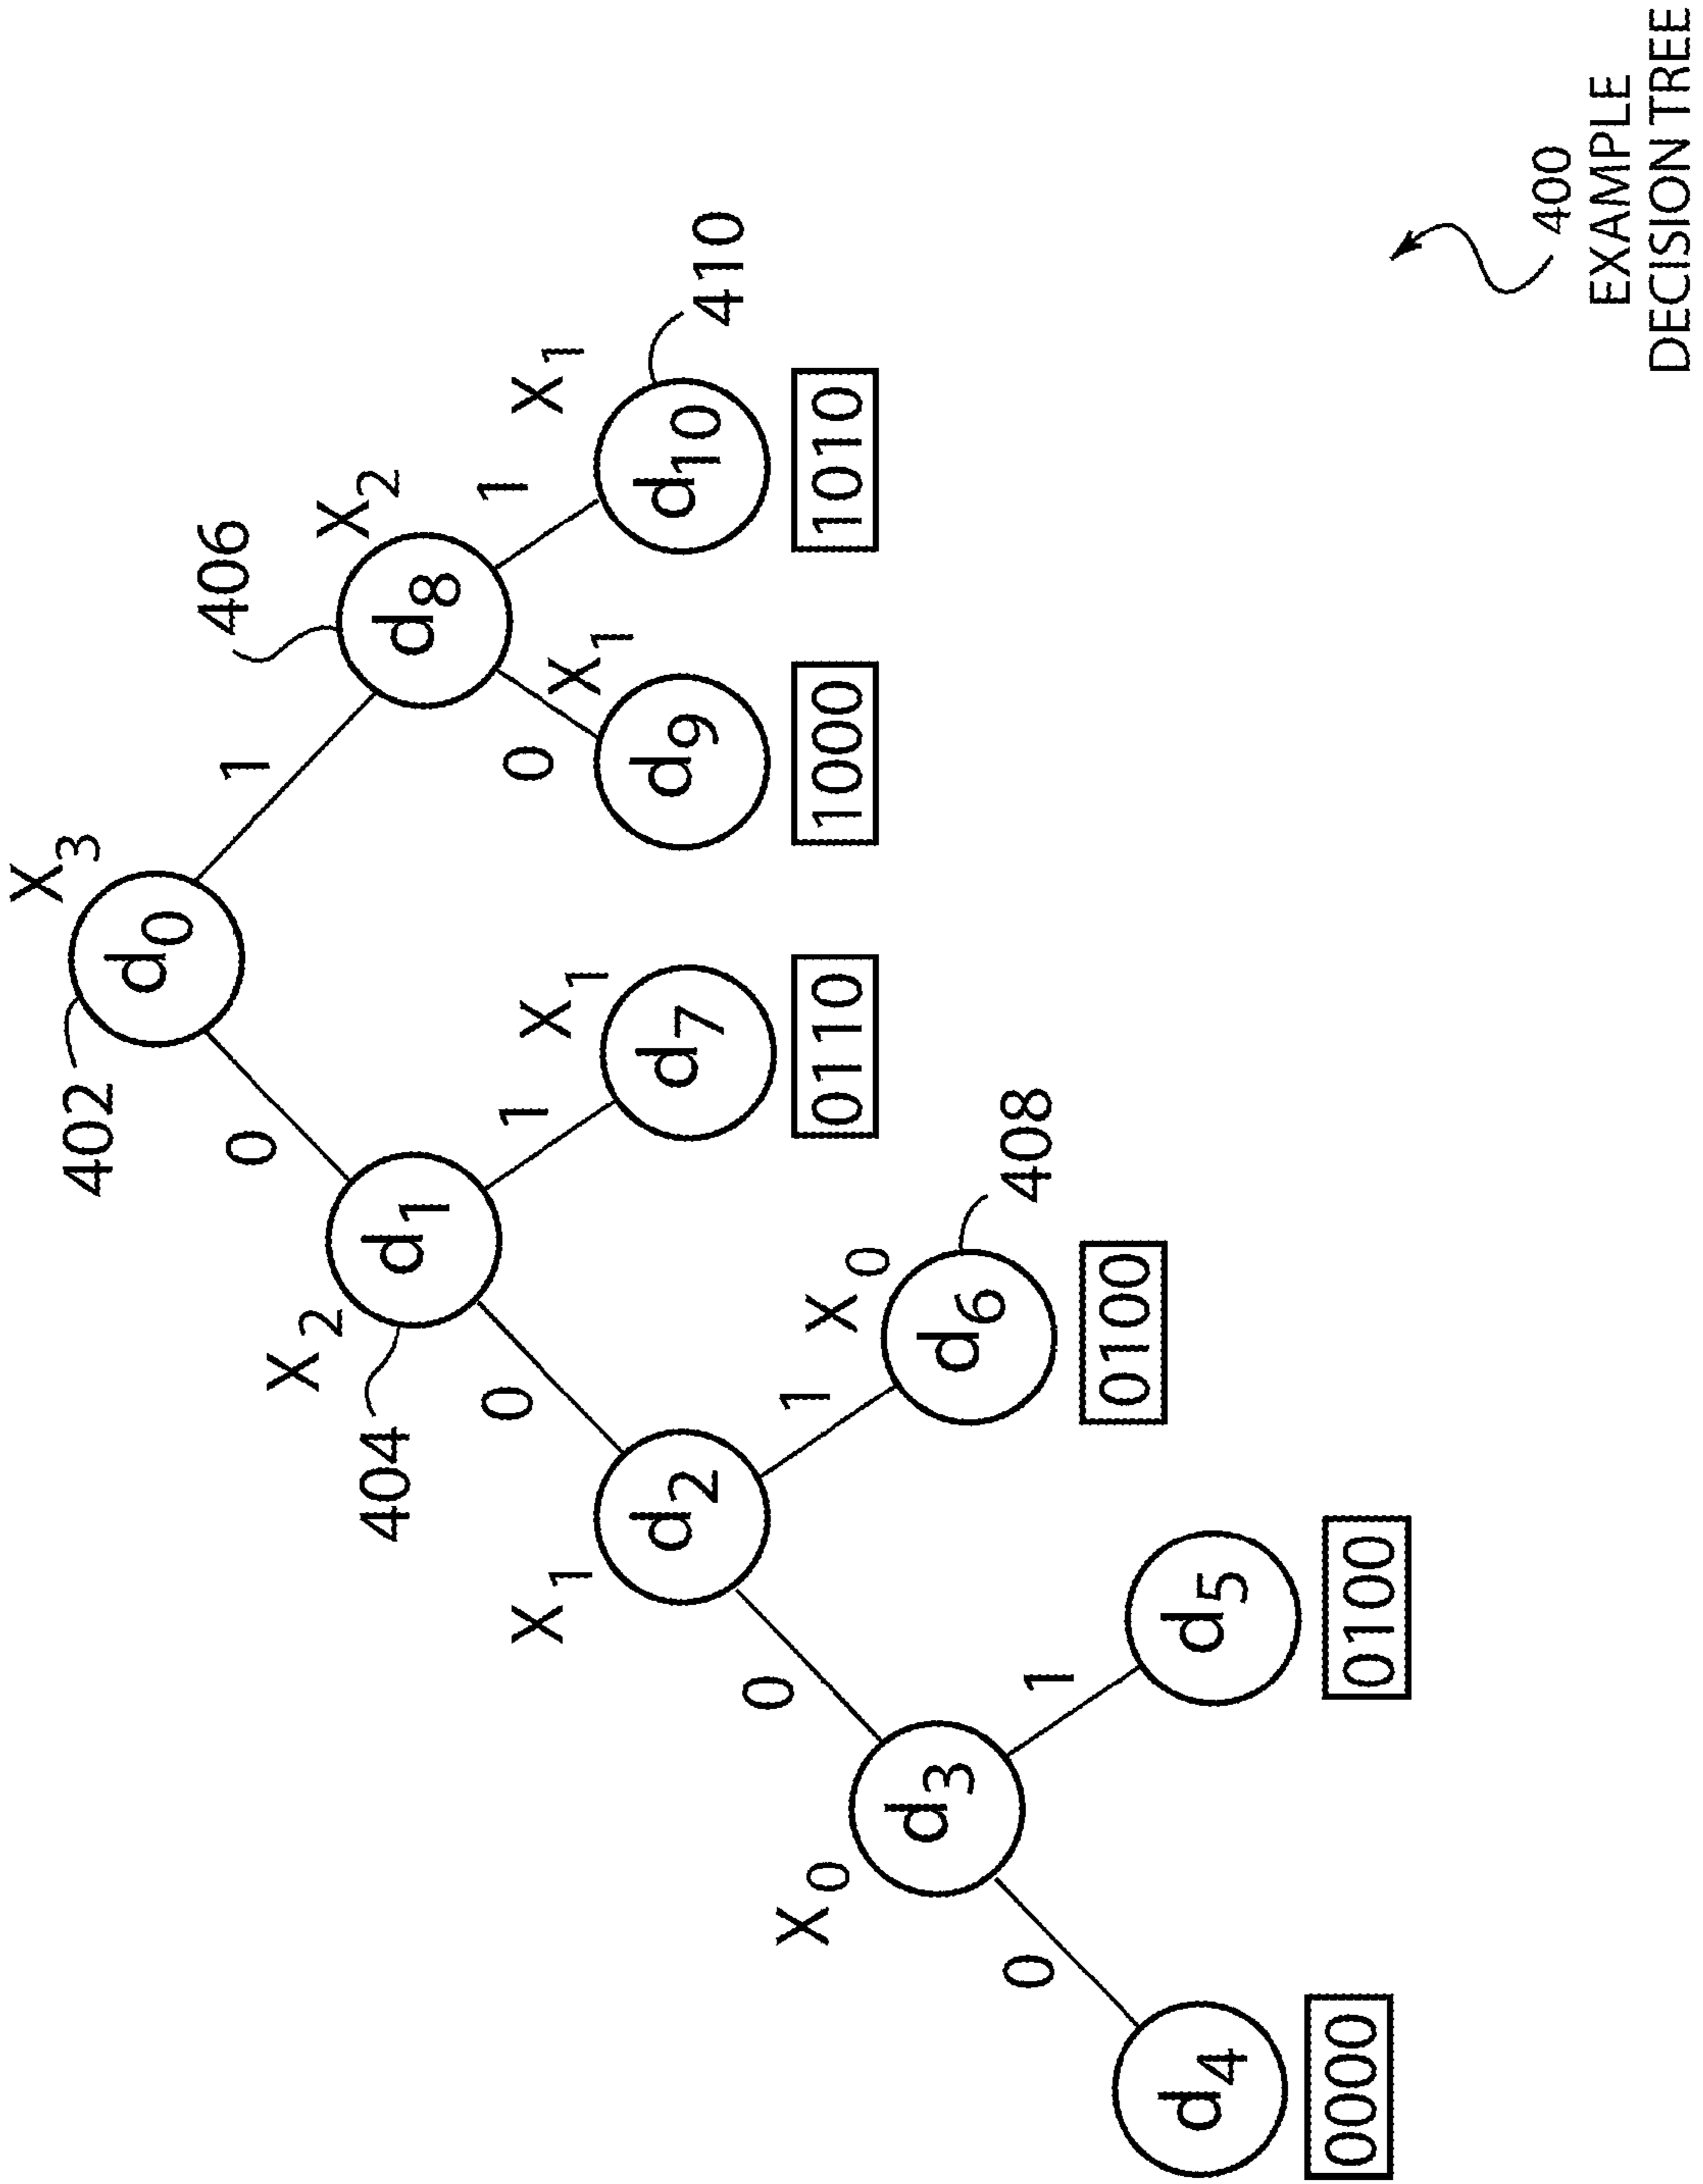 X3
402 d0
406
0 1
X2 X2
404 d1 d8
0 1 0 1
X1 X1 X1 X1
d2 d7 d9 d10 410
0 1 0110 1000 1010
X0 X0
d3 d6 408
0 1 0100
d4 d5
0000 0100
400
EXAMPLE
DECISION TREE